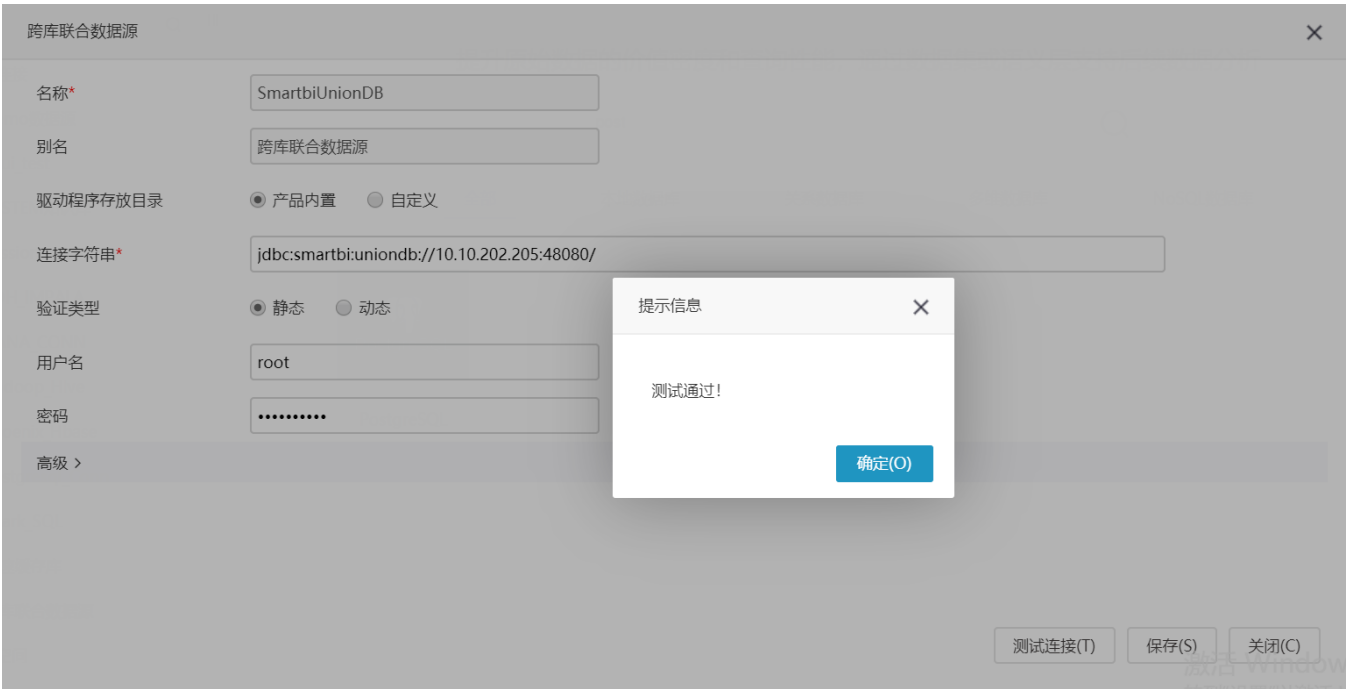 跨库联合数据源
名称* SmartbiUnionDB
别名 跨库联合数据源
驱动程序存放目录 产品内置 自定义
连接字符串* jdbc:smartbi:uniondb://10.10.202.205:48080/
提示信息
验证类型 静态 动态
用户名 root
测试通过!
密码 ••••••••••
高级 >
确定(O)
测试连接(T) 保存(S) 关闭(C)
激活 Window